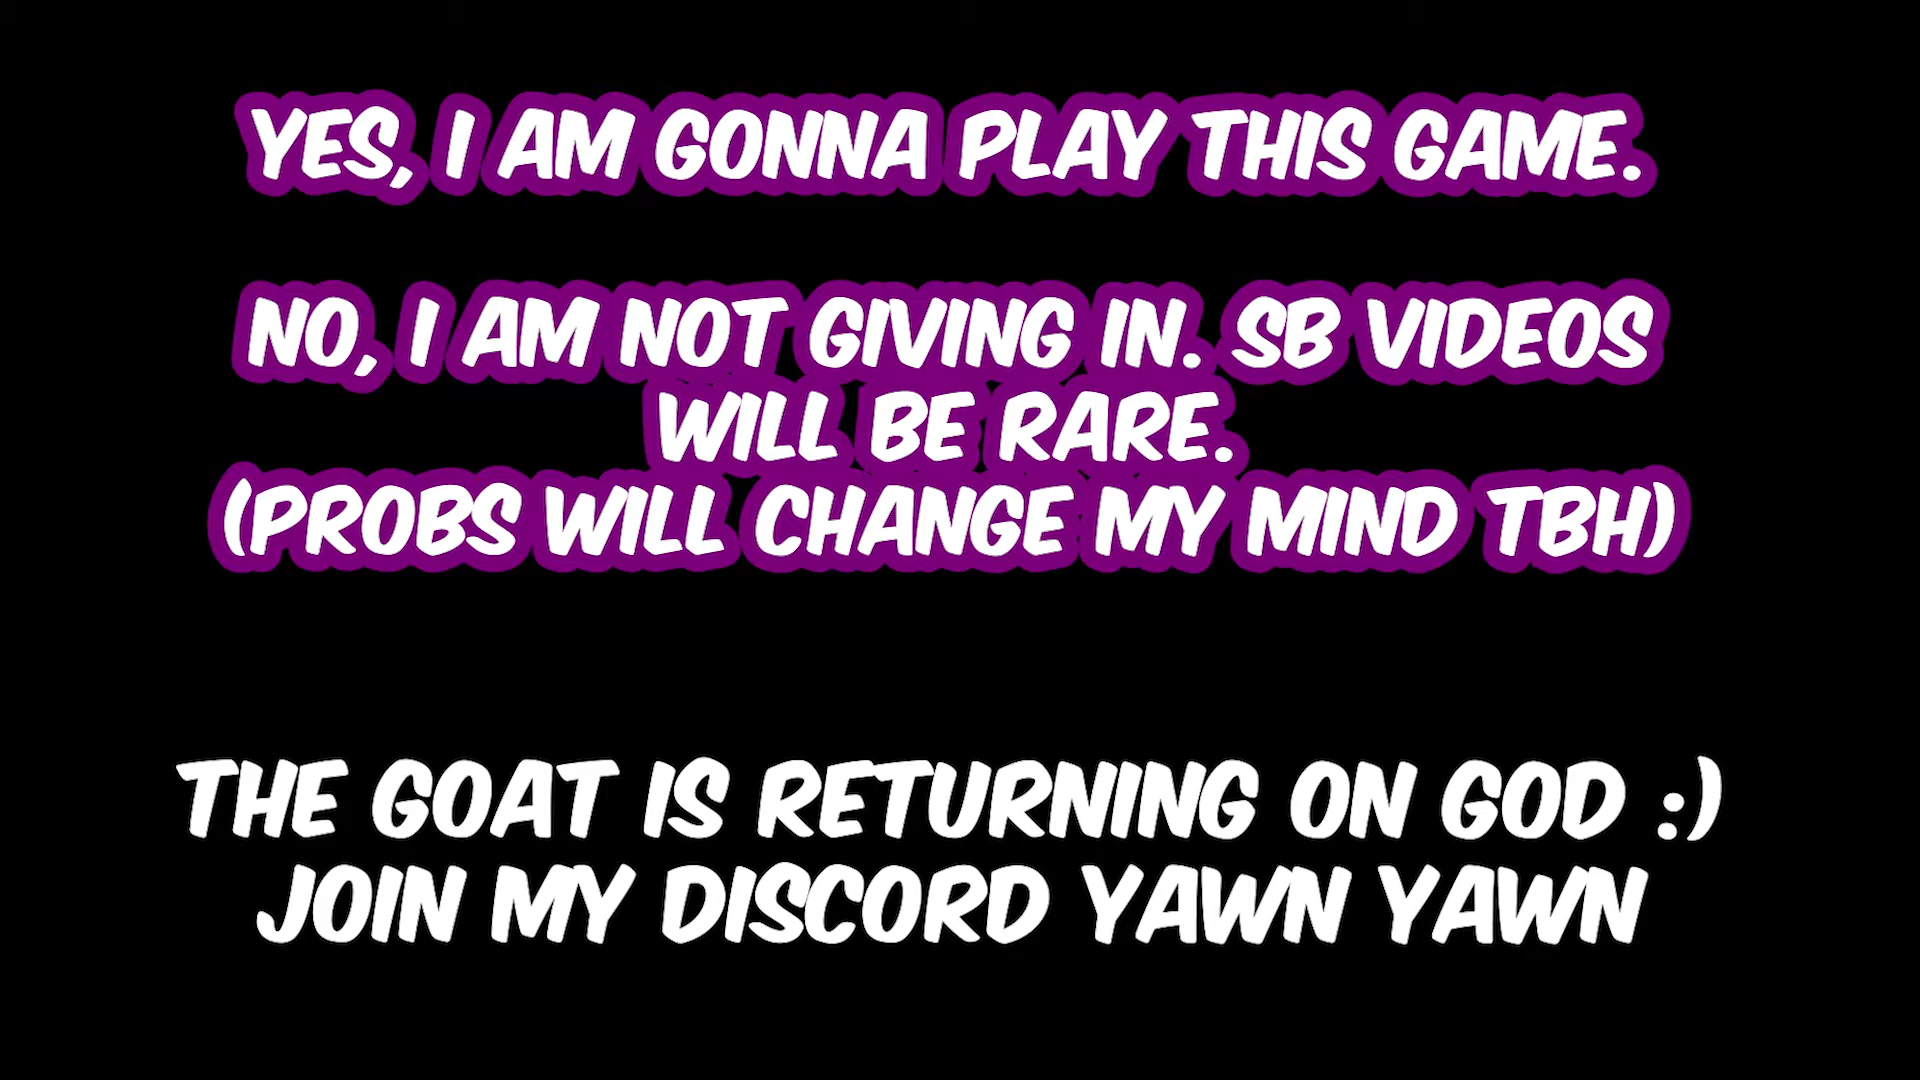 YES, I AM GONNA PLAY THIS GAME.
NO, I AM NOT GIVING IN. SB VIDEOS
WILL BE RARE.
(PROBS WILL CHANGE MY MIND TBH)
THE GOAT IS RETURNING ON GOD :)
JOIN MY DISCORD YAWN YAWN